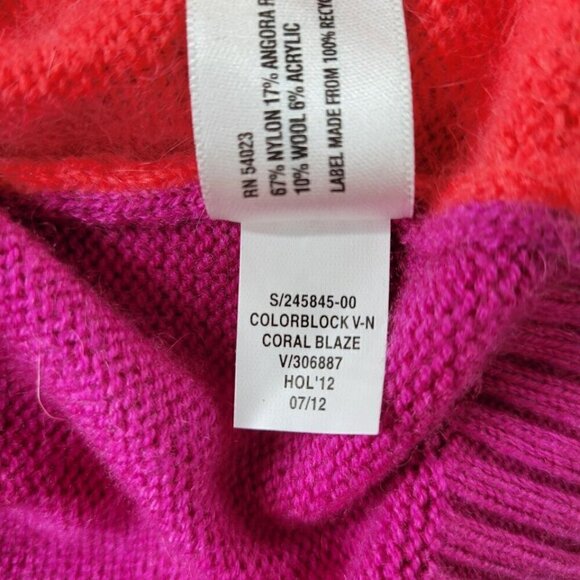 RN 54023
67% NYLON 17% ANGORA
10% WOOL 6% ACRYLIC
LABEL MADE FROM 100%
S/245845-00
COLORBLOCK V-N
CORAL BLAZE
V/306887
HOL'12
07/12